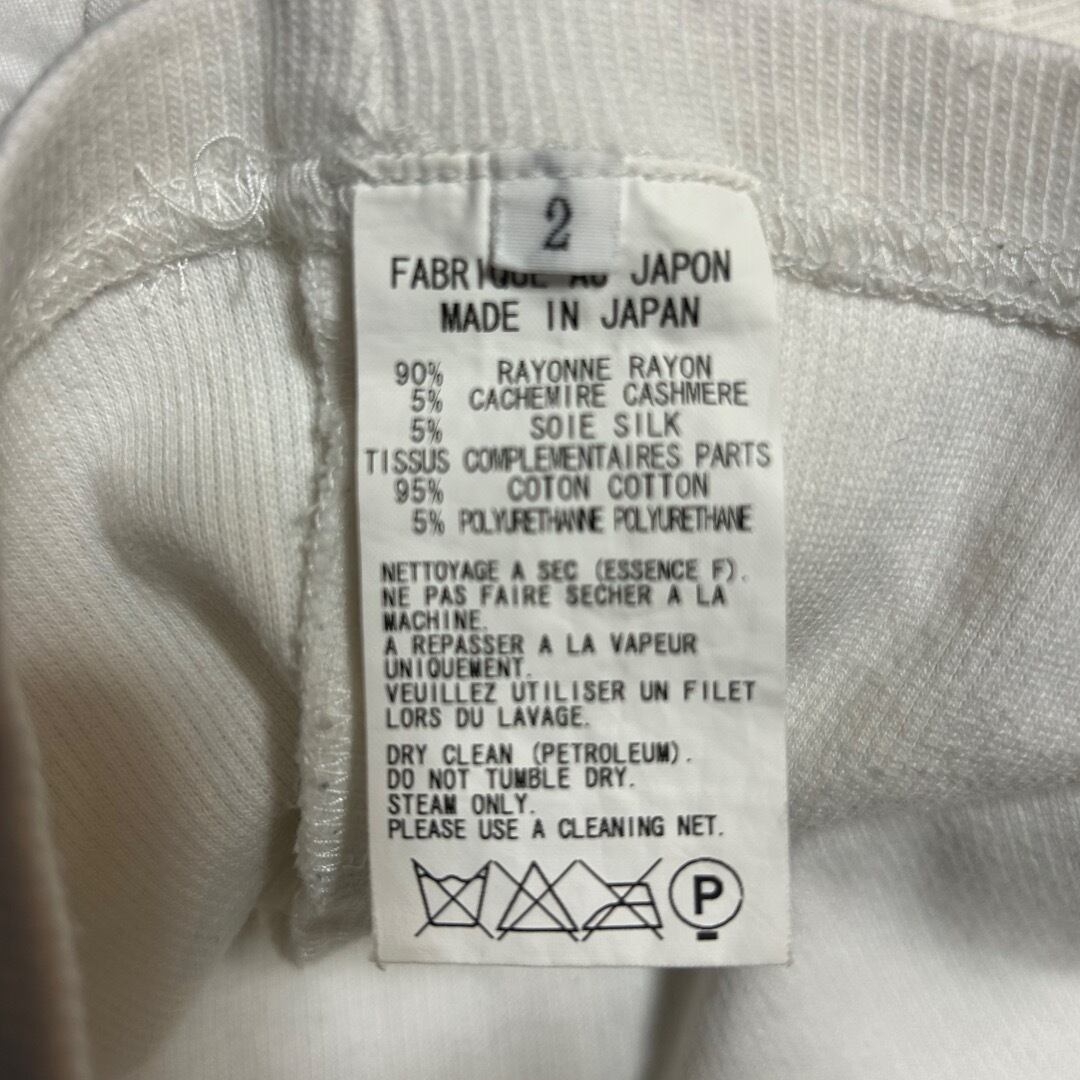 2
FABRIQUE AU JAPON
MADE IN JAPAN
90% RAYONNE RAYON
5% CACHEMIRE CASHMERE
5% SOIE SILK
TISSUS COMPLEMENTAIRES PARTS
95% COTON COTTON
5% POLYURETHANNE POLYURETHANE
NETTOYAGE A SEC (ESSENCE F).
NE PAS FAIRE SECHER A LA
MACHINE.
A REPASSER A LA VAPEUR
UNIQUEMENT.
VEUILLEZ UTILISER UN FILET
LORS DU LAVAGE.
DRY CLEAN (PETROLEUM).
DO NOT TUMBLE DRY.
STEAM ONLY.
PLEASE USE A CLEANING NET.
P